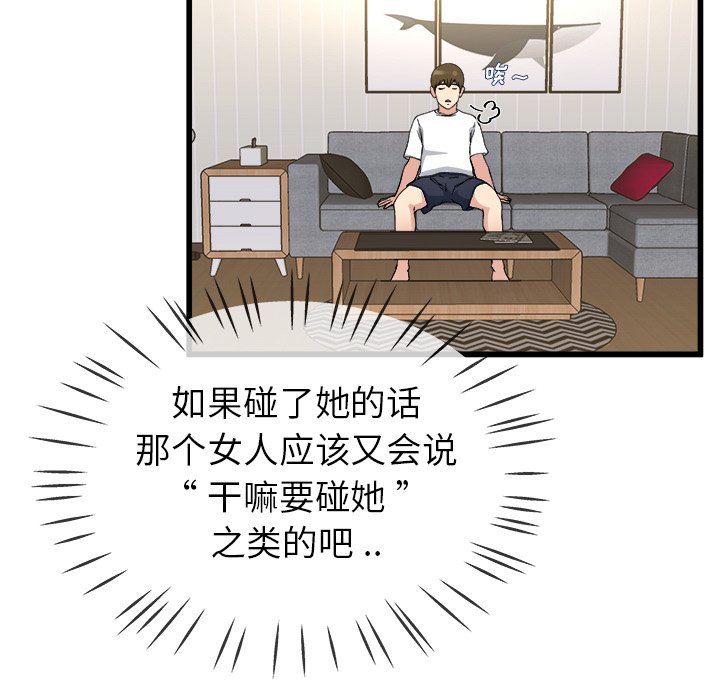 唉~
如果碰了她的话
那个女人应该又会说
“干嘛要碰她”
之类的吧..